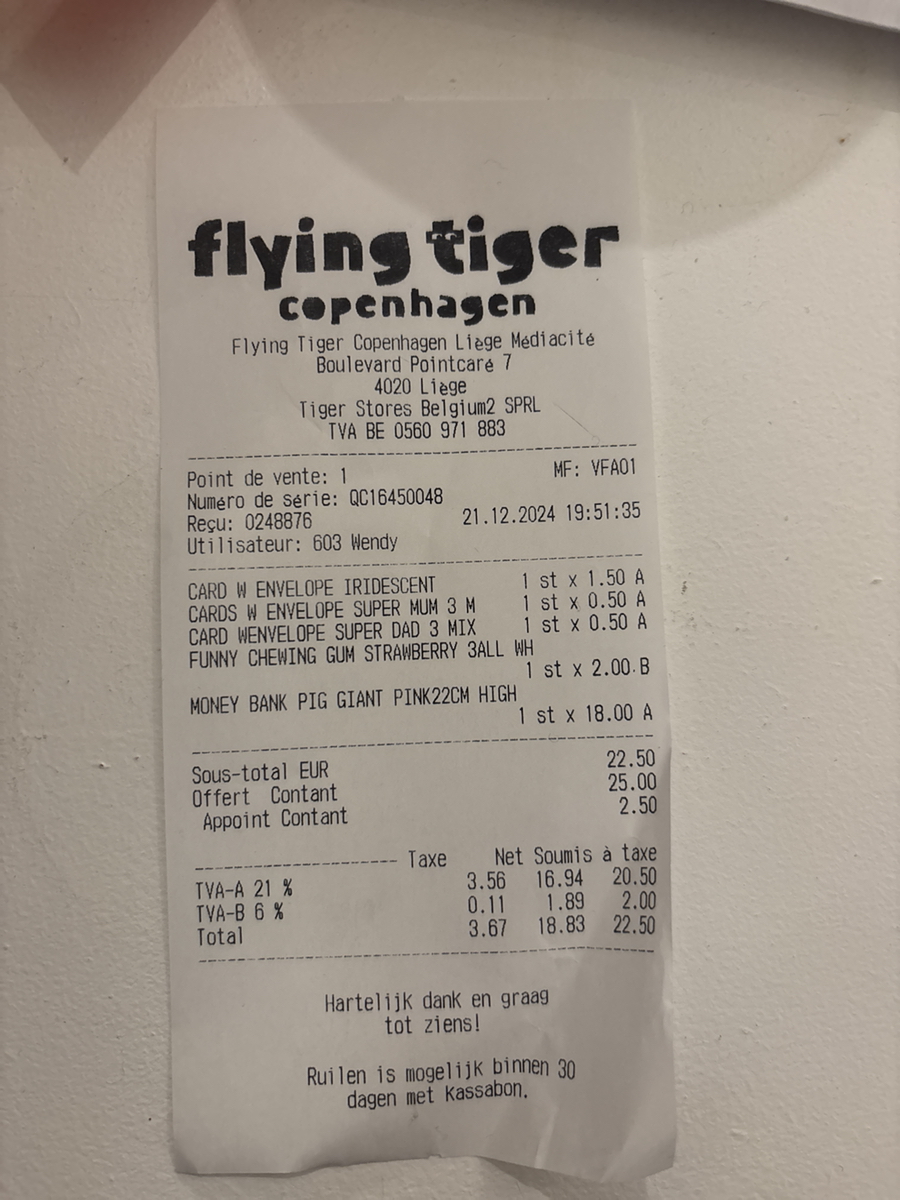 flying tiger
copenhagen
Flying Tiger Copenhagen Liège Médiacité
Boulevard Pointcaré 7
4020 Liège
Tiger Stores Belgium2 SPRL
TVA BE 0560 971 883
Point de vente: 1 MF: VFA01
Numéro de série: QC16450048
Reçu: 0248876 21.12.2024 19:51:35
Utilisateur: 603 Wendy
CARD W ENVELOPE IRIDESCENT 1 st x 1.50 A
CARDS W ENVELOPE SUPER MUM 3 M 1 st x 0.50 A
CARD WENVELOPE SUPER DAD 3 MIX 1 st x 0.50 A
FUNNY CHEWING GUM STRAWBERRY 3ALL WH
1 st x 2.00 B
MONEY BANK PIG GIANT PINK22CM HIGH
1 st x 18.00 A
Sous-total EUR 22.50
Offert Contant 25.00
Appoint Contant 2.50
Taxe Net Soumis à taxe
TVA-A 21 % 3.56 16.94 20.50
TVA-B 6 % 0.11 1.89 2.00
Total 3.67 18.83 22.50
Hartelijk dank en graag
tot ziens!
Ruilen is mogelijk binnen 30
dagen met Kassabon.